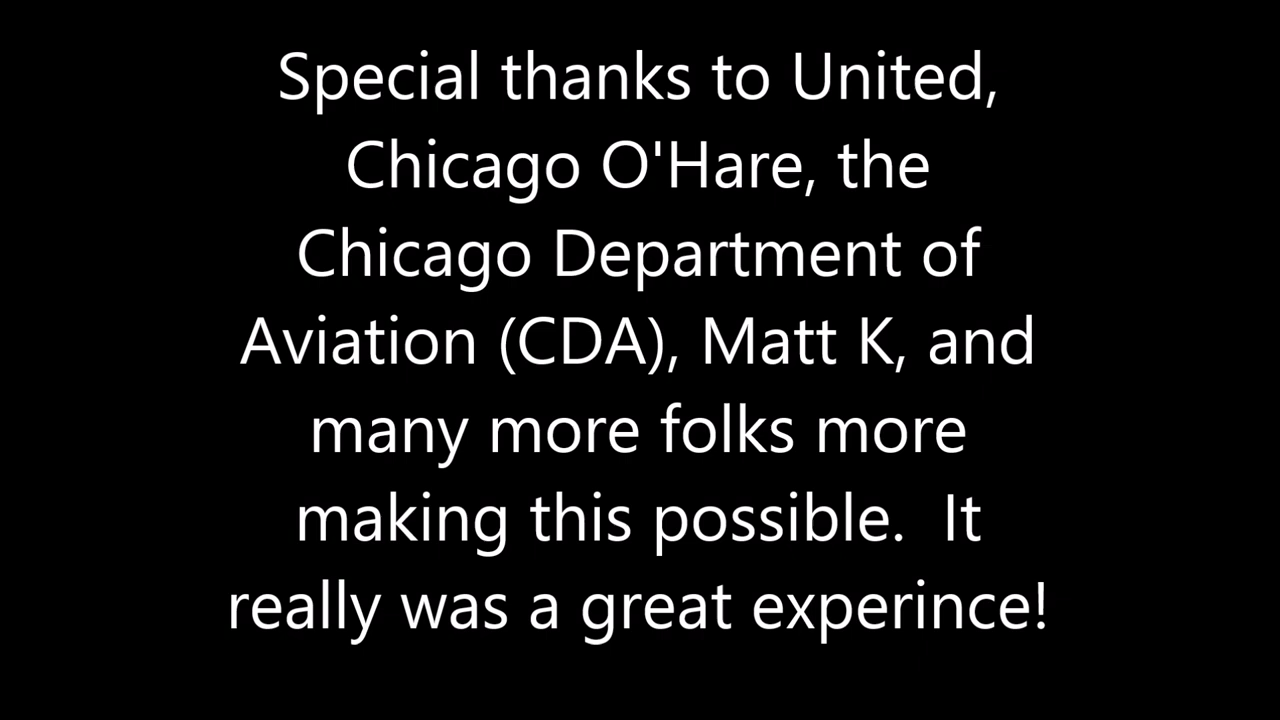 Special thanks to United,
Chicago O'Hare, the
Chicago Department of
Aviation (CDA), Matt K, and
many more folks more
making this possible.  It
really was a great experince!